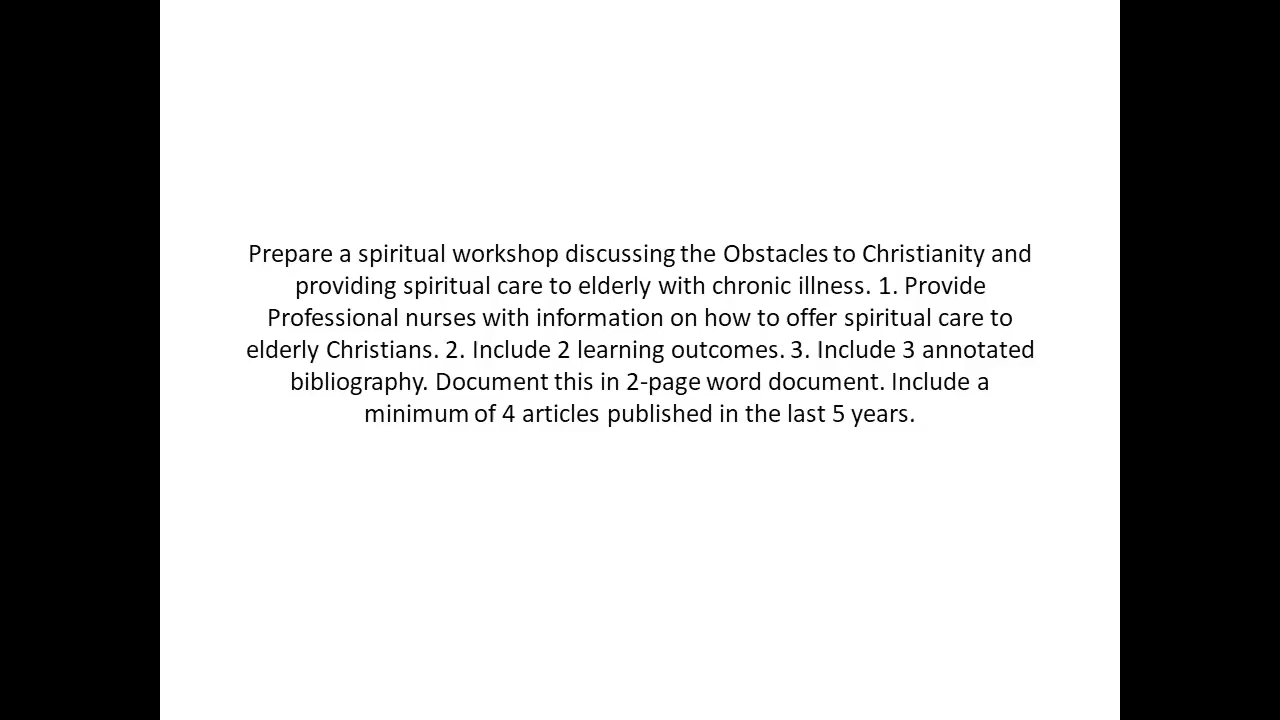 Prepare a spiritual workshop discussing the Obstacles to Christianity and
providing spiritual care to elderly with chronic illness. 1. Provide
Professional nurses with information on how to offer spiritual care to
elderly Christians. 2. Include 2 learning outcomes. 3. Include 3 annotated
bibliography. Document this in 2-page word document. Include a
minimum of 4 articles published in the last 5 years.